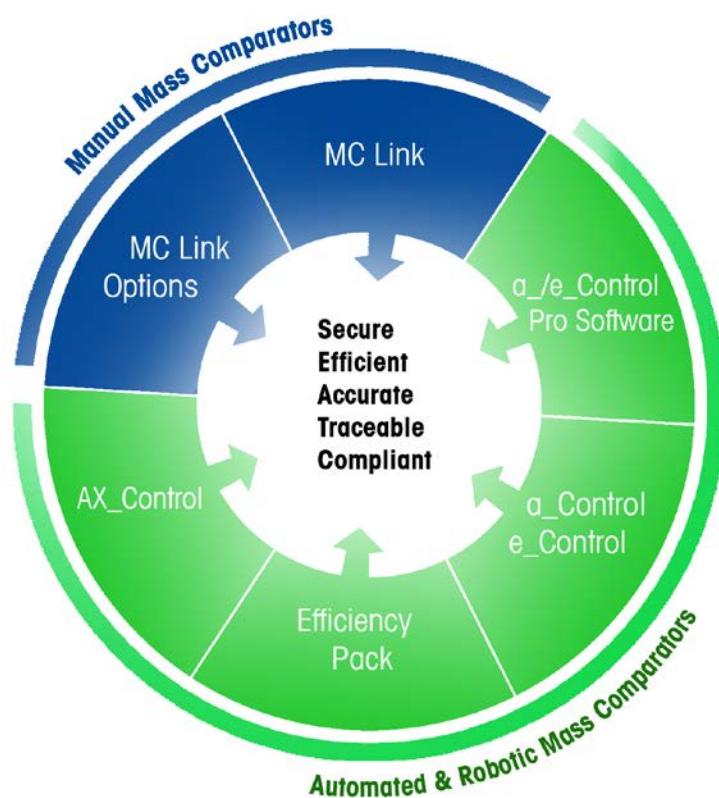 Manual Mass Comparators
MC Link
MC Link
Options
a_/e_Control
Pro Software
Secure
Efficient
Accurate
Traceable
Compliant
AX_Control
a_Control
e_Control
Efficiency
Pack
Automated & Robotic Mass Comparators